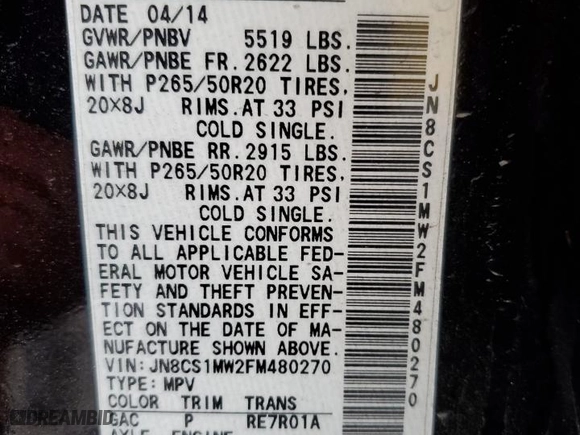 DATE 04/14
GVWR/PNBV 5519 LBS.
GAWR/PNBE FR. 2622 LBS.
WITH P265/50R20 TIRES,
20X8J RIMS. AT 33 PSI
COLD SINGLE.
GAWR/PNBE RR. 2915 LBS.
WITH P265/50R20 TIRES,
20X8J RIMS. AT 33 PSI
COLD SINGLE.
THIS VEHICLE CONFORMS
TO ALL APPLICABLE FED-
ERAL MOTOR VEHICLE SA-
FETY AND THEFT PREVEN-
TION STANDARDS IN EFF-
ECT ON THE DATE OF MA-
NUFACTURE SHOWN ABOVE.
VIN: JN8CS1MW2FM480270
TYPE: MPV
COLOR TRIM TRANS
GAC P RE7R01A
AXLE ENGINE
JN8CS1MW2FM480270
DREAMBID